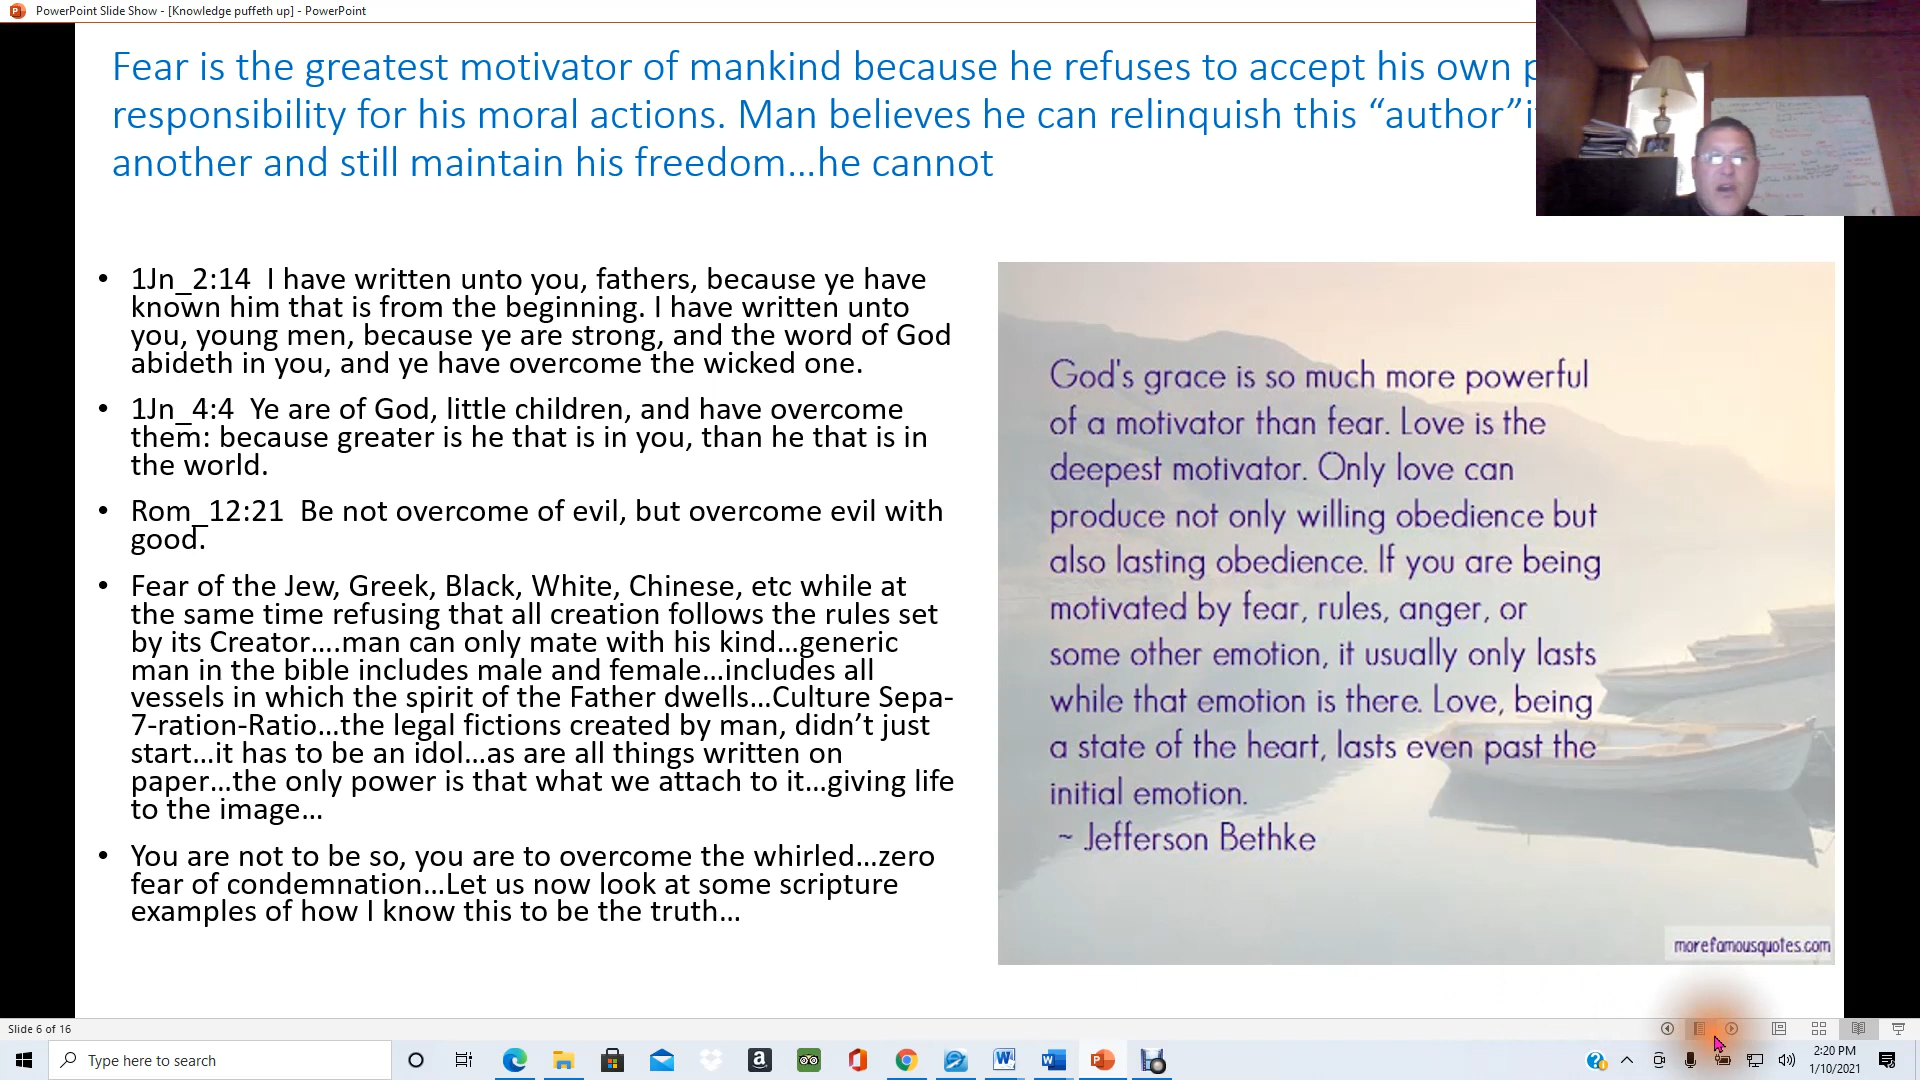 PowerPoint Slide Show - [Knowledge puffeth up] - PowerPoint
Fear is the greatest motivator of mankind because he refuses to accept his own
responsibility for his moral actions. Man believes he can relinquish this “author”i
another and still maintain his freedom…he cannot
• 1Jn_2:14  I have written unto you, fathers, because ye have
known him that is from the beginning. I have written unto
you, young men, because ye are strong, and the word of God
abideth in you, and ye have overcome the wicked one.
• 1Jn_4:4  Ye are of God, little children, and have overcome
them: because greater is he that is in you, than he that is in
the world.
• Rom_12:21  Be not overcome of evil, but overcome evil with
good.
• Fear of the Jew, Greek, Black, White, Chinese, etc while at
the same time refusing that all creation follows the rules set
by its Creator….man can only mate with his kind…generic
man in the bible includes male and female…includes all
vessels in which the spirit of the Father dwells…Culture Sepa-
7-ration-Ratio…the legal fictions created by man, didn’t just
start…it has to be an idol…as are all things written on
paper…the only power is that what we attach to it…giving life
to the image…
• You are not to be so, you are to overcome the whirled…zero
fear of condemnation…Let us now look at some scripture
examples of how I know this to be the truth…
God's grace is so much more powerful
of a motivator than fear. Love is the
deepest motivator. Only love can
produce not only willing obedience but
also lasting obedience. If you are being
motivated by fear, rules, anger, or
some other emotion, it usually only lasts
while that emotion is there. Love, being
a state of the heart, lasts even past the
initial emotion.
~ Jefferson Bethke
morefamousquotes.com
Slide 6 of 16
Type here to search
2:20 PM
1/10/2021